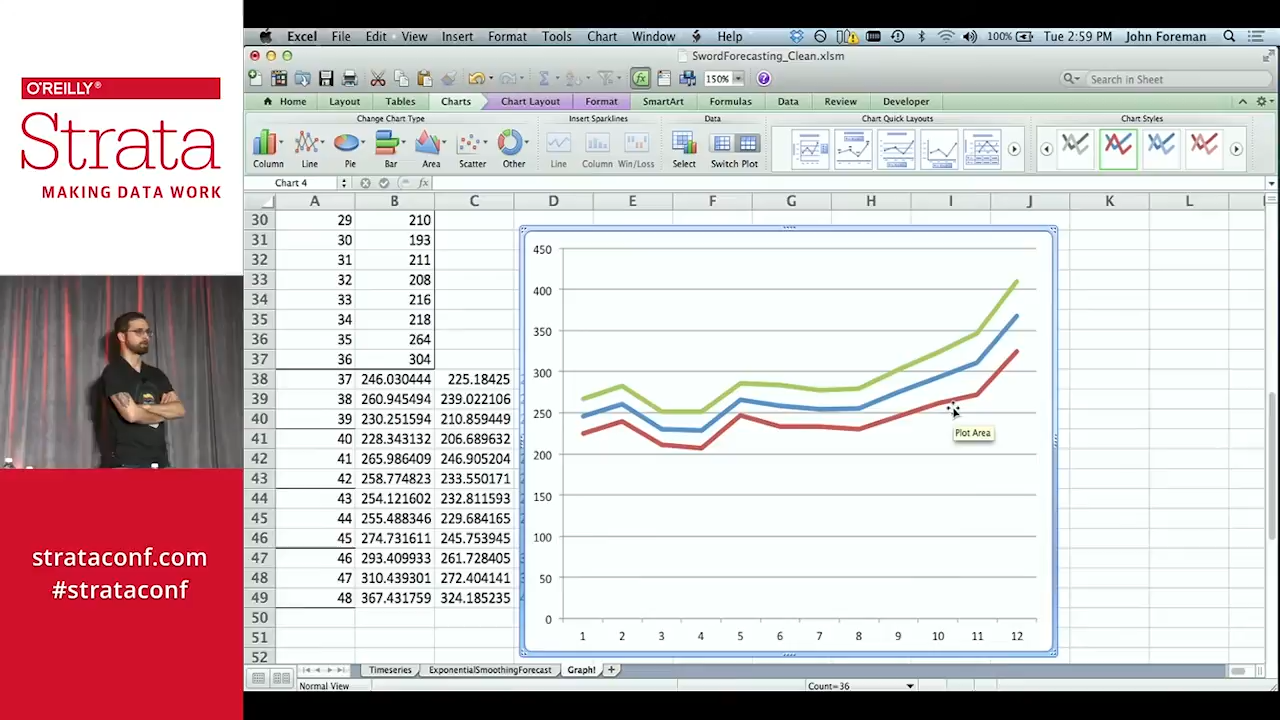 O'REILLY®
Strata
MAKING DATA WORK
strataconf.com
#strataconf
Excel File Edit View Insert Format Tools Chart Window Help 100% Tue 2:59 PM John Foreman
SwordForecasting_Clean.xlsm
fx 150% Search in Sheet
Home Layout Tables Charts Chart Layout Format SmartArt Formulas Data Review Developer
Change Chart Type Insert Sparklines Data Chart Quick Layouts Chart Styles
Column Line Pie Bar Area Scatter Other Line Column Win/Loss Select Switch Plot
Chart 4 fx
A B C D E F G H I J K L
30 29 210
31 30 193
32 31 211
33 32 208
34 33 216
35 34 218
36 35 264
37 36 304
38 37 246.030444 225.18425
39 38 260.945494 239.022106
40 39 230.251594 210.859449
41 40 228.343132 206.689632
42 41 265.986409 246.905204
43 42 258.774823 233.550171
44 43 254.121602 232.811593
45 44 255.488346 229.684165
46 45 274.731611 245.753945
47 46 293.409933 261.728405
48 47 310.439301 272.404141
49 48 367.431759 324.185235
50
51
52
450
400
350
300
250
200
150
100
50
0
1 2 3 4 5 6 7 8 9 10 11 12
Plot Area
Timeseries ExponentialSmoothingForecast Graph!
Normal View Count=36